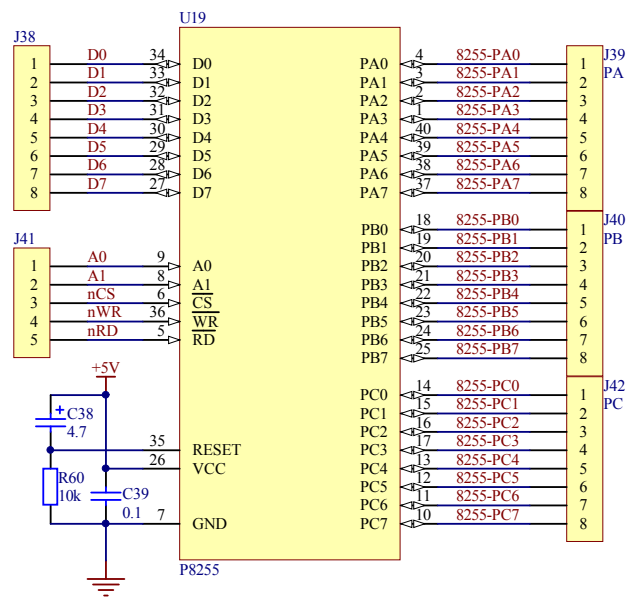 U19
J38
J39
1 D0 34 D0 PA0 4 8255-PA0 1 PA
2 D1 33 D1 PA1 3 8255-PA1 2
3 D2 32 D2 PA2 2 8255-PA2 3
4 D3 31 D3 PA3 1 8255-PA3 4
5 D4 30 D4 PA4 40 8255-PA4 5
6 D5 29 D5 PA5 39 8255-PA5 6
7 D6 28 D6 PA6 38 8255-PA6 7
8 D7 27 D7 PA7 37 8255-PA7 8
J40
PB0 18 8255-PB0 1 PB
J41
PB1 19 8255-PB1 2
1 A0 9 A0 PB2 20 8255-PB2 3
2 A1 8 A1 PB3 21 8255-PB3 4
3 nCS 6 CS PB4 22 8255-PB4 5
4 nWR 36 WR PB5 23 8255-PB5 6
5 nRD 5 RD PB6 24 8255-PB6 7
PB7 25 8255-PB7 8
+5V
J42
PC0 14 8255-PC0 1 PC
+ C38 PC1 15 8255-PC1 2
4.7 PC2 16 8255-PC2 3
35 RESET PC3 17 8255-PC3 4
26 VCC PC4 13 8255-PC4 5
R60 PC5 12 8255-PC5 6
10k C39 PC6 11 8255-PC6 7
0.1 7 GND PC7 10 8255-PC7 8
P8255